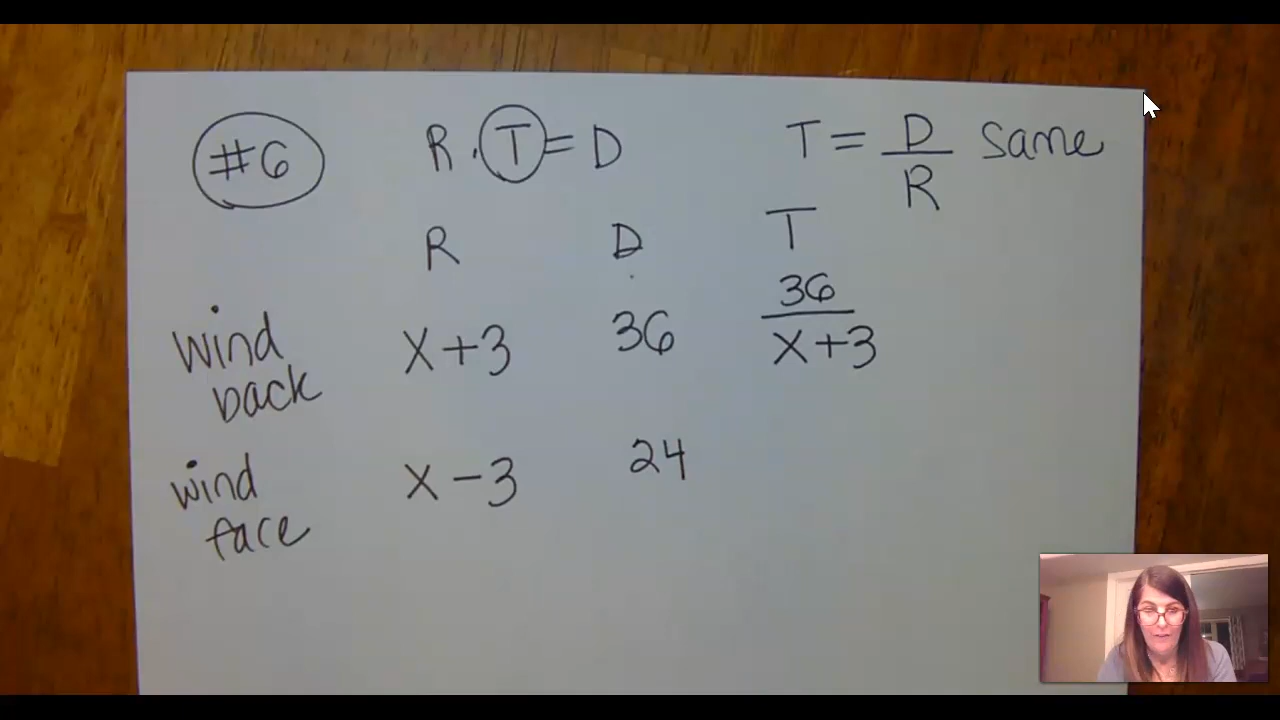 #6 R · T = D T = D/R same
R D T
wind back x+3 36 36/x+3
wind face x-3 24